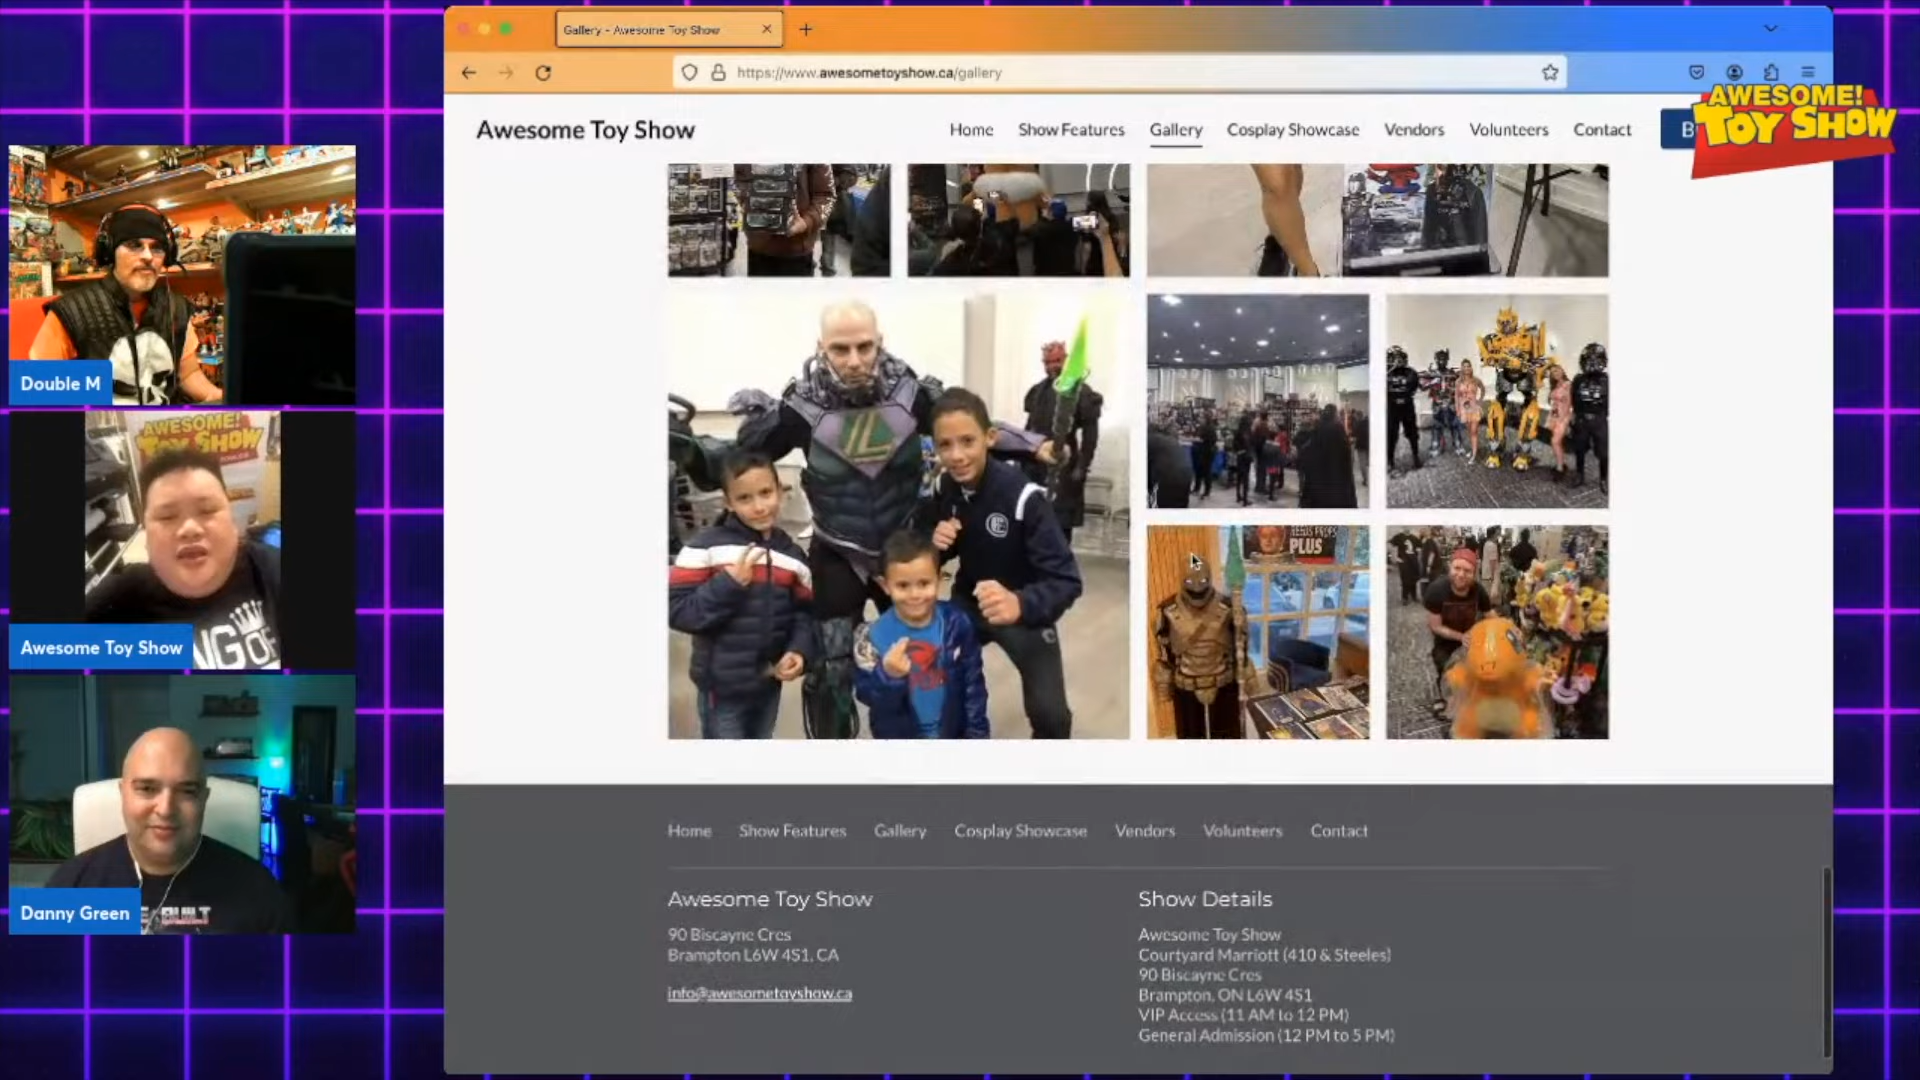 Gallery - Awesome Toy Show
https://www.awesometoyshow.ca/gallery
AWESOME!
TOY SHOW
Awesome Toy Show
Home
Show Features
Gallery
Cosplay Showcase
Vendors
Volunteers
Contact
B
Double M
AWESOME!
TOY SHOW
Awesome Toy Show
Danny Green
PLUS
Home
Show Features
Gallery
Cosplay Showcase
Vendors
Volunteers
Contact
Awesome Toy Show
90 Biscayne Cres
Brampton L6W 4S1, CA
info@awesometoyshow.ca
Show Details
Awesome Toy Show
Courtyard Marriott (410 & Steeles)
90 Biscayne Cres
Brampton, ON L6W 4S1
VIP Access (11 AM to 12 PM)
General Admission (12 PM to 5 PM)